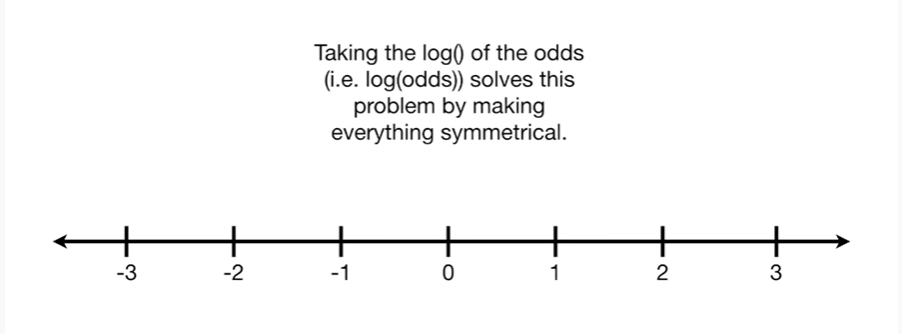 Taking the log() of the odds
(i.e. log(odds)) solves this
problem by making
everything symmetrical.
-3 -2 -1 0 1 2 3